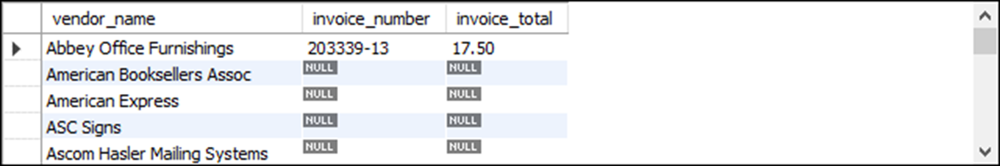 vendor_name invoice_number invoice_total
Abbey Office Furnishings 203339-13 17.50
American Booksellers Assoc NULL NULL
American Express NULL NULL
ASC Signs NULL NULL
Ascom Hasler Mailing Systems NULL NULL